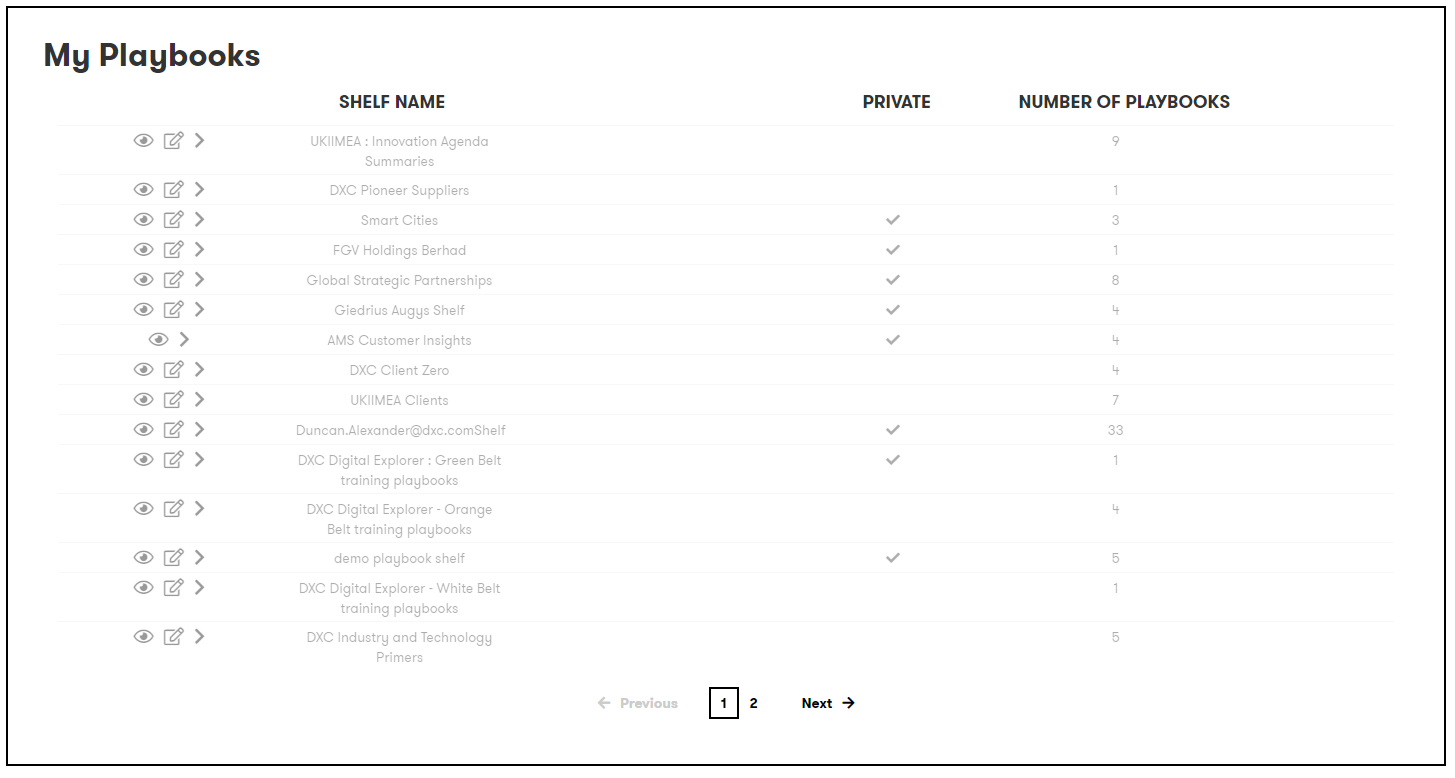 My Playbooks
SHELF NAME PRIVATE NUMBER OF PLAYBOOKS
UKIIMEA : Innovation Agenda 9
Summaries
DXC Pioneer Suppliers 1
Smart Cities 3
FGV Holdings Berhad 1
Global Strategic Partnerships 8
Giedrius Augys Shelf 4
AMS Customer Insights 4
DXC Client Zero 4
UKIIMEA Clients 7
Duncan.Alexander@dxc.comShelf 33
DXC Digital Explorer : Green Belt 1
training playbooks
DXC Digital Explorer - Orange 4
Belt training playbooks
demo playbook shelf 5
DXC Digital Explorer - White Belt 1
training playbooks
DXC Industry and Technology 5
Primers
Previous 1 2 Next